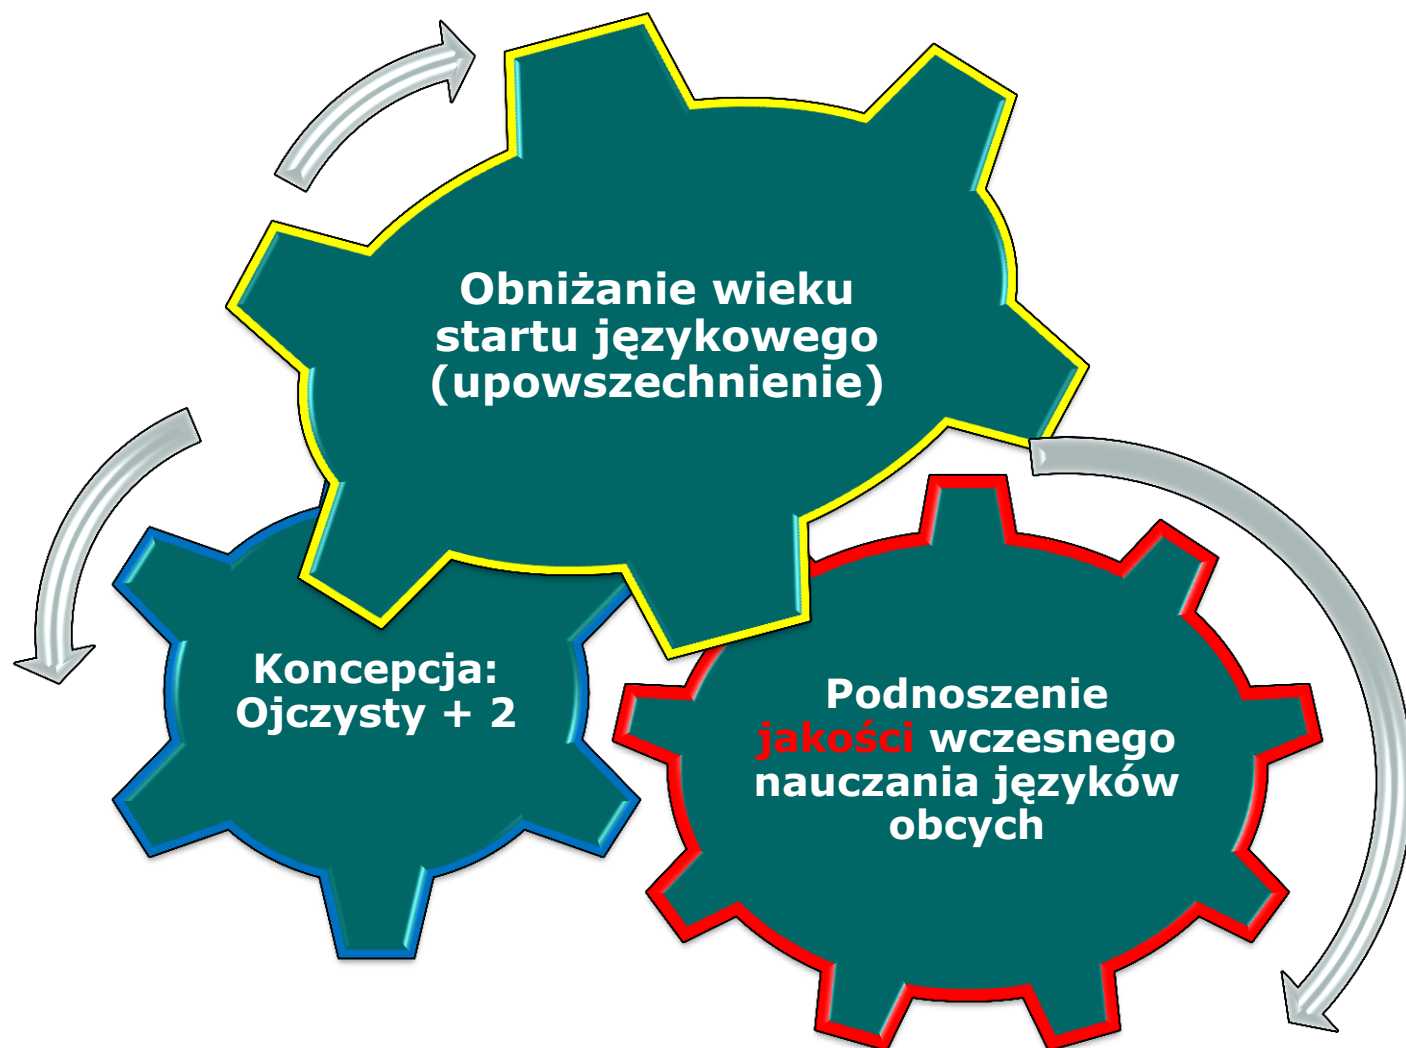 Obniżanie wieku
startu językowego
(upowszechnienie)
Koncepcja:
Ojczysty + 2
Podnoszenie
jakości wczesnego
nauczania języków
obcych